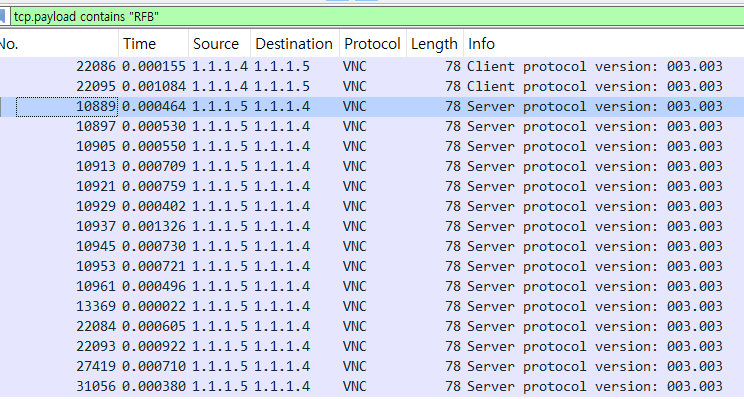 tcp.payload contains "RFB"
No. Time Source Destination Protocol Length Info
22086 0.000155 1.1.1.4 1.1.1.5 VNC 78 Client protocol version: 003.003
22095 0.001084 1.1.1.4 1.1.1.5 VNC 78 Client protocol version: 003.003
10889 0.000464 1.1.1.5 1.1.1.4 VNC 78 Server protocol version: 003.003
10897 0.000530 1.1.1.5 1.1.1.4 VNC 78 Server protocol version: 003.003
10905 0.000550 1.1.1.5 1.1.1.4 VNC 78 Server protocol version: 003.003
10913 0.000709 1.1.1.5 1.1.1.4 VNC 78 Server protocol version: 003.003
10921 0.000759 1.1.1.5 1.1.1.4 VNC 78 Server protocol version: 003.003
10929 0.000402 1.1.1.5 1.1.1.4 VNC 78 Server protocol version: 003.003
10937 0.001326 1.1.1.5 1.1.1.4 VNC 78 Server protocol version: 003.003
10945 0.000730 1.1.1.5 1.1.1.4 VNC 78 Server protocol version: 003.003
10953 0.000721 1.1.1.5 1.1.1.4 VNC 78 Server protocol version: 003.003
10961 0.000496 1.1.1.5 1.1.1.4 VNC 78 Server protocol version: 003.003
13369 0.000022 1.1.1.5 1.1.1.4 VNC 78 Server protocol version: 003.003
22084 0.000605 1.1.1.5 1.1.1.4 VNC 78 Server protocol version: 003.003
22093 0.000922 1.1.1.5 1.1.1.4 VNC 78 Server protocol version: 003.003
27419 0.000710 1.1.1.5 1.1.1.4 VNC 78 Server protocol version: 003.003
31056 0.000380 1.1.1.5 1.1.1.4 VNC 78 Server protocol version: 003.003